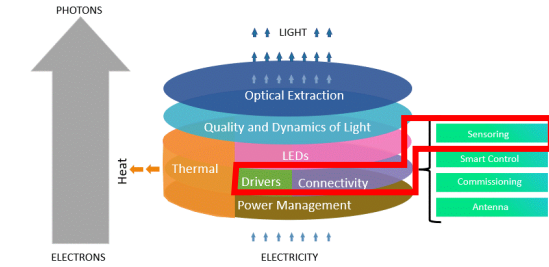 PHOTONS
LIGHT
Optical Extraction
Quality and Dynamics of Light
Sensoring
LEDs
Smart Control
Heat
Thermal
Drivers
Connectivity
Commissioning
Power Management
Antenna
ELECTRONS
ELECTRICITY